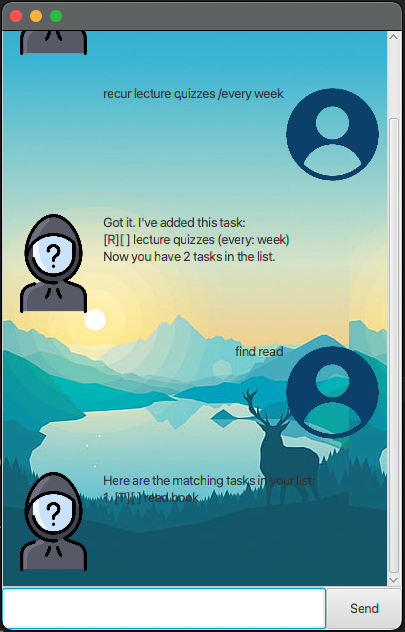 recur lecture quizzes /every week
Got it. I've added this task:
[R][ ] lecture quizzes (every: week)
Now you have 2 tasks in the list.
find read
Here are the matching tasks in your list:
1. [T][ ] read book
Send